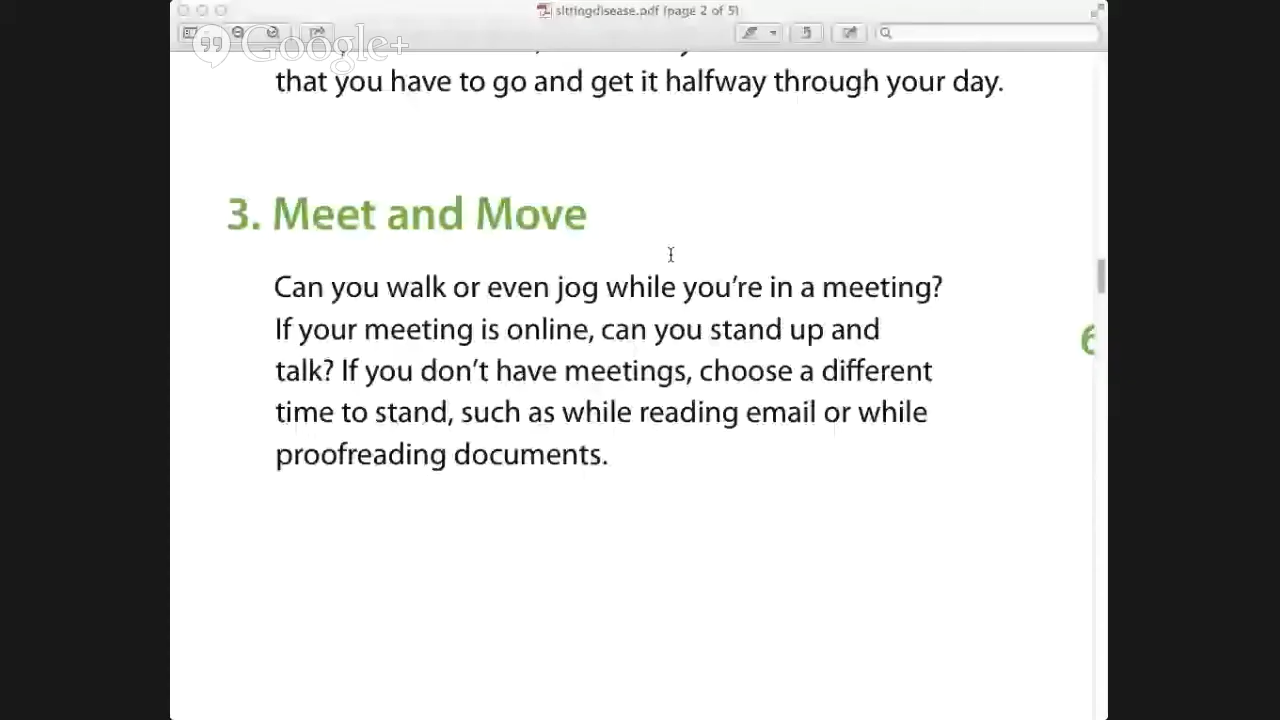 sittingdisease.pdf (page 2 of 5)
Google+
that you have to go and get it halfway through your day.
3. Meet and Move
Can you walk or even jog while you're in a meeting?
If your meeting is online, can you stand up and
talk? If you don't have meetings, choose a different
time to stand, such as while reading email or while
proofreading documents.